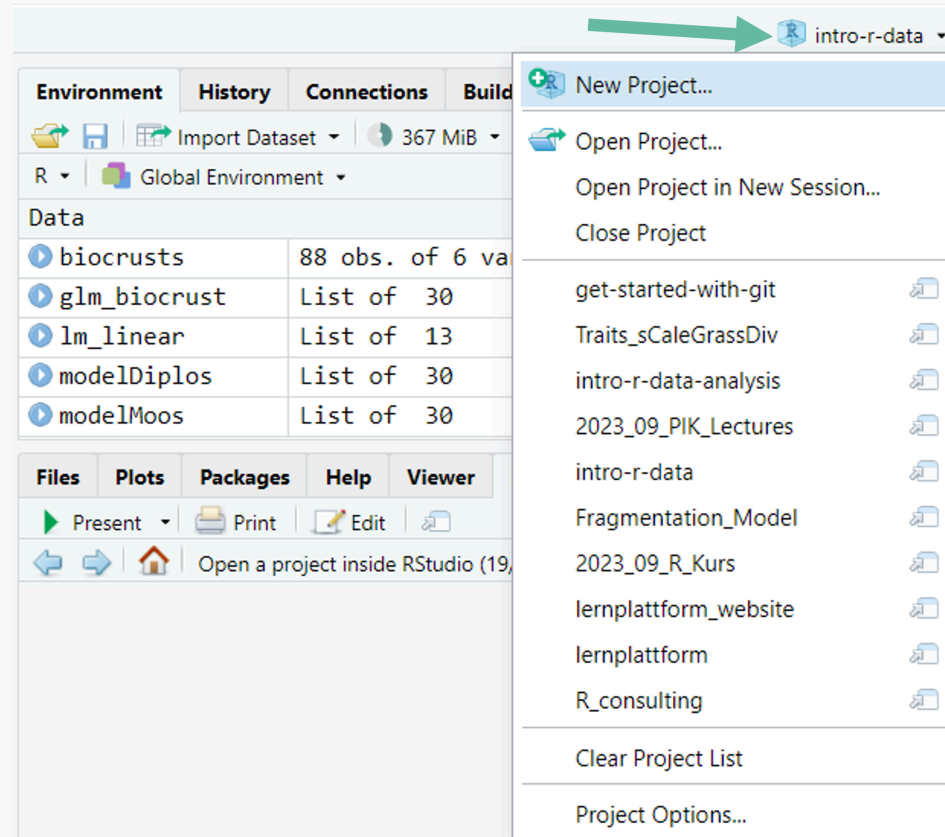 intro-r-data
Environment History Connections Build
Import Dataset 367 MiB
R Global Environment
Data
biocrusts 88 obs. of 6
glm_biocrust List of 30
lm_linear List of 13
modelDiplos List of 30
modelMoos List of 30
Files Plots Packages Help Viewer
Present Print Edit
Open a project inside RStudio (19,
New Project...
Open Project...
Open Project in New Session...
Close Project
get-started-with-git
Traits_sCaleGrassDiv
intro-r-data-analysis
2023_09_PIK_Lectures
intro-r-data
Fragmentation_Model
2023_09_R_Kurs
lernplattform_website
lernplattform
R_consulting
Clear Project List
Project Options...